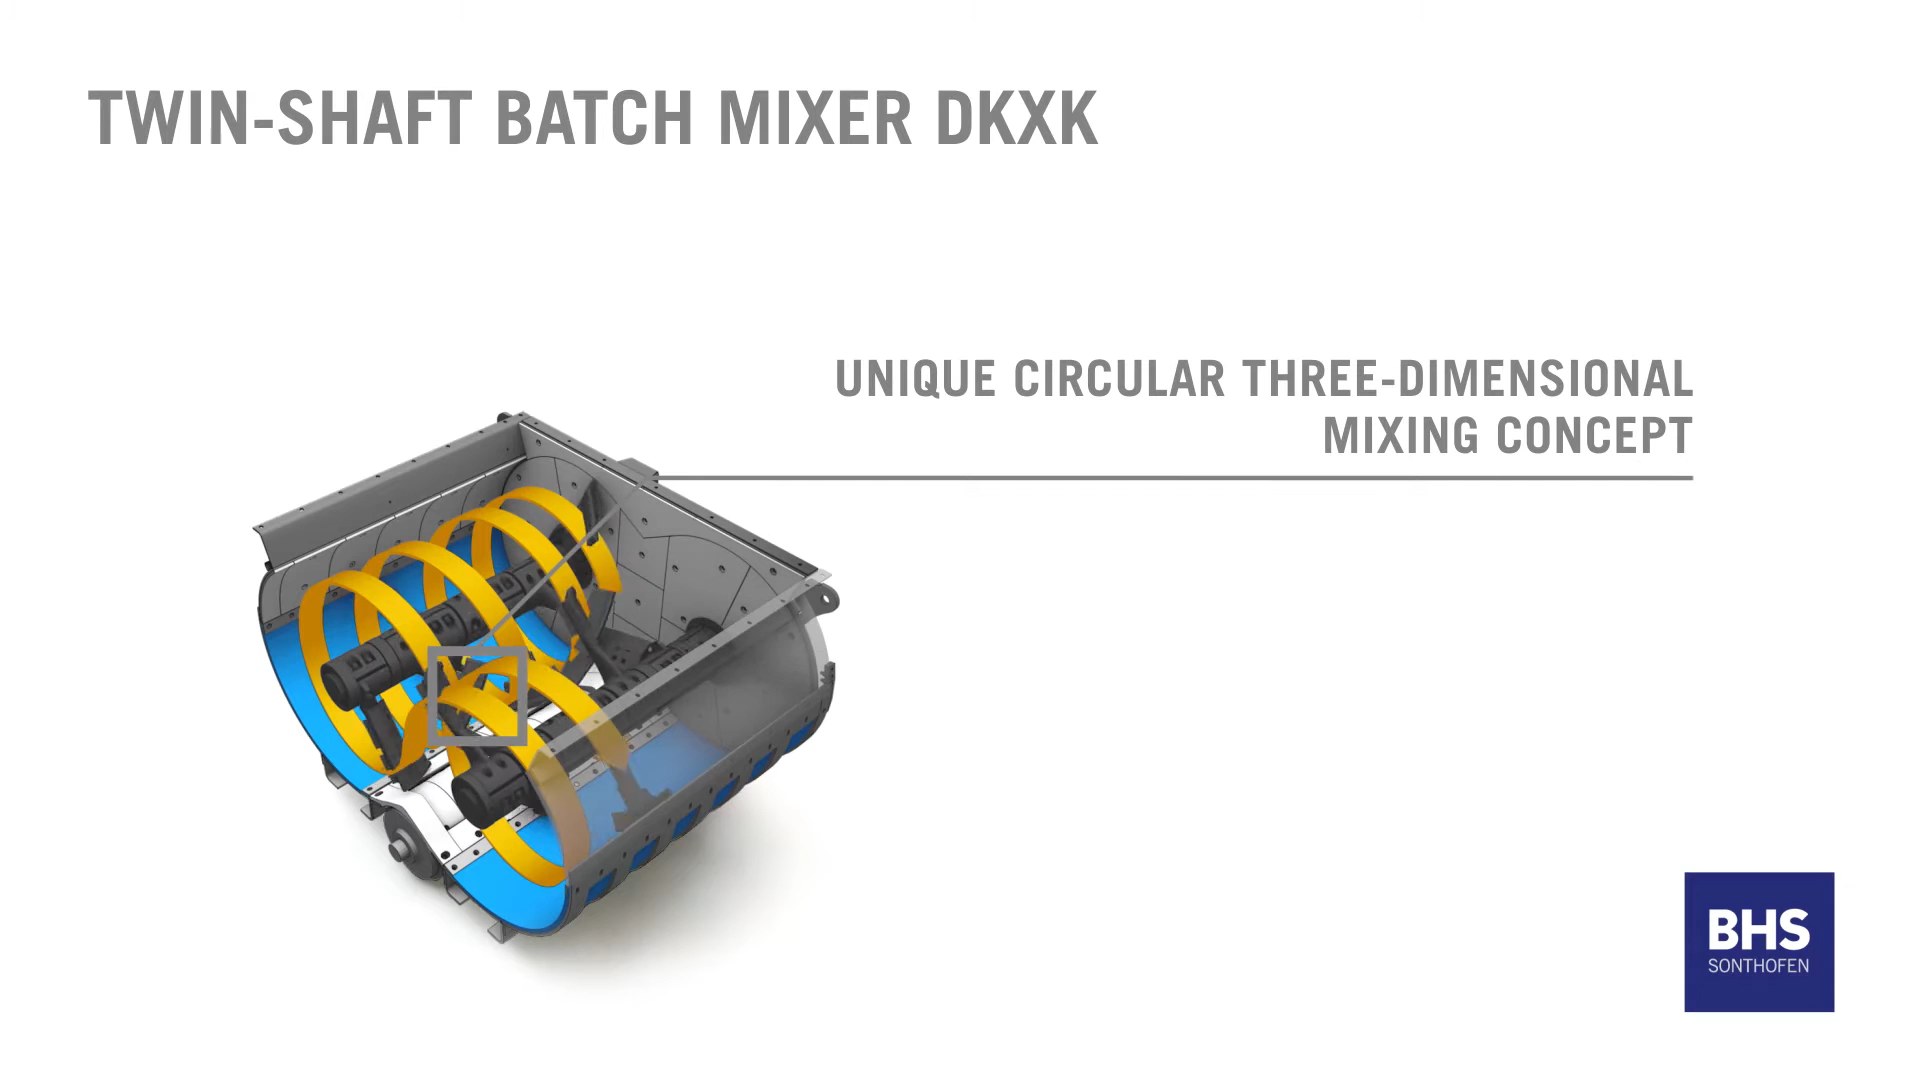 TWIN-SHAFT BATCH MIXER DKXK
UNIQUE CIRCULAR THREE-DIMENSIONAL
MIXING CONCEPT
BHS
SONTHOFEN